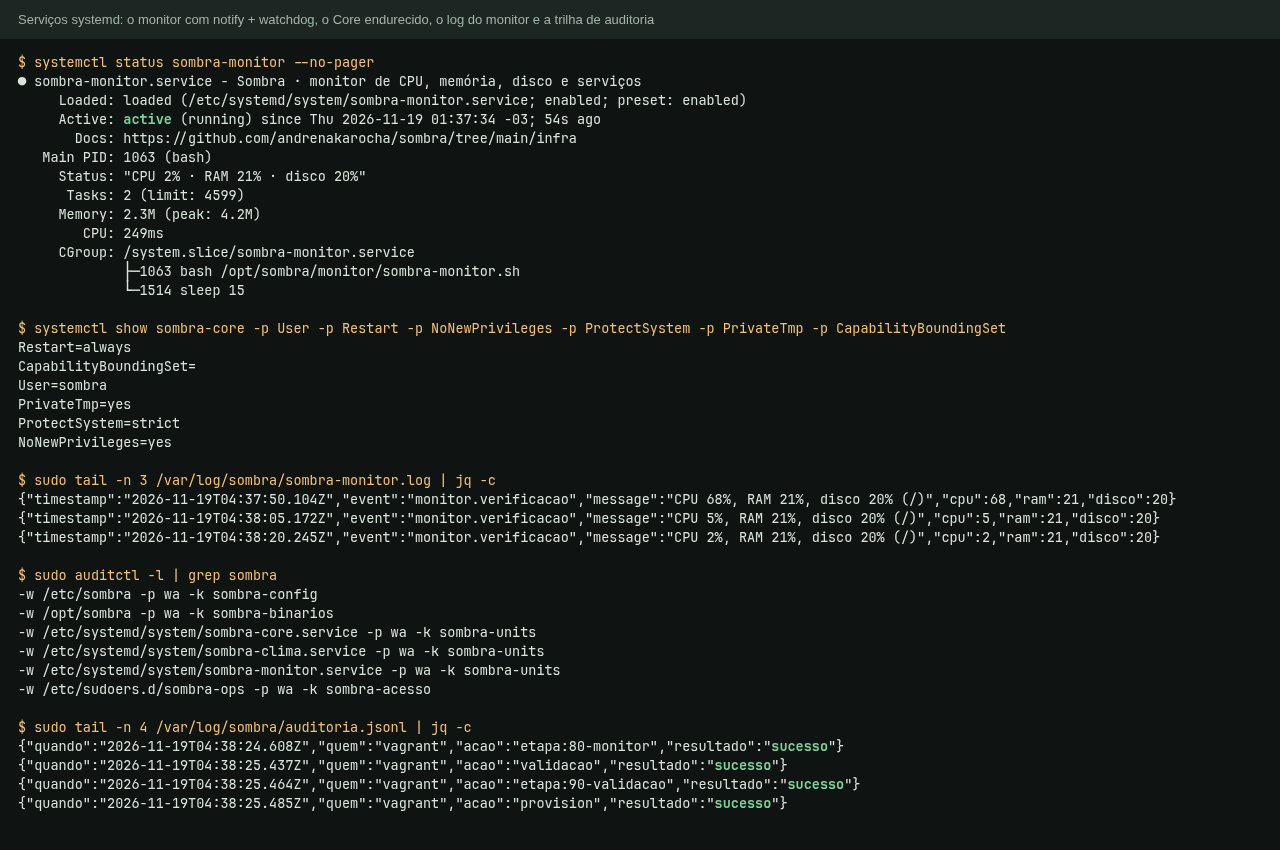 Serviços systemd: o monitor com notify + watchdog, o Core endurecido, o log do monitor e a trilha de auditoria
$ systemctl status sombra-monitor --no-pager
● sombra-monitor.service - Sombra · monitor de CPU, memória, disco e serviços
Loaded: loaded (/etc/systemd/system/sombra-monitor.service; enabled; preset: enabled)
Active: active (running) since Thu 2026-11-19 01:37:34 -03; 54s ago
Docs: https://github.com/andrenakarocha/sombra/tree/main/infra
Main PID: 1063 (bash)
Status: "CPU 2% · RAM 21% · disco 20%"
Tasks: 2 (limit: 4599)
Memory: 2.3M (peak: 4.2M)
CPU: 249ms
CGroup: /system.slice/sombra-monitor.service
├─1063 bash /opt/sombra/monitor/sombra-monitor.sh
└─1514 sleep 15
$ systemctl show sombra-core -p User -p Restart -p NoNewPrivileges -p ProtectSystem -p PrivateTmp -p CapabilityBoundingSet
Restart=always
CapabilityBoundingSet=
User=sombra
PrivateTmp=yes
ProtectSystem=strict
NoNewPrivileges=yes
$ sudo tail -n 3 /var/log/sombra/sombra-monitor.log | jq -c
{"timestamp":"2026-11-19T04:37:50.104Z","event":"monitor.verificacao","message":"CPU 68%, RAM 21%, disco 20% (/)","cpu":68,"ram":21,"disco":20}
{"timestamp":"2026-11-19T04:38:05.172Z","event":"monitor.verificacao","message":"CPU 5%, RAM 21%, disco 20% (/)","cpu":5,"ram":21,"disco":20}
{"timestamp":"2026-11-19T04:38:20.245Z","event":"monitor.verificacao","message":"CPU 2%, RAM 21%, disco 20% (/)","cpu":2,"ram":21,"disco":20}
$ sudo auditctl -l | grep sombra
-w /etc/sombra -p wa -k sombra-config
-w /opt/sombra -p wa -k sombra-binarios
-w /etc/systemd/system/sombra-core.service -p wa -k sombra-units
-w /etc/systemd/system/sombra-clima.service -p wa -k sombra-units
-w /etc/systemd/system/sombra-monitor.service -p wa -k sombra-units
-w /etc/sudoers.d/sombra-ops -p wa -k sombra-acesso
$ sudo tail -n 4 /var/log/sombra/auditoria.jsonl | jq -c
{"quando":"2026-11-19T04:38:24.608Z","quem":"vagrant","acao":"etapa:80-monitor","resultado":"sucesso"}
{"quando":"2026-11-19T04:38:25.437Z","quem":"vagrant","acao":"validacao","resultado":"sucesso"}
{"quando":"2026-11-19T04:38:25.464Z","quem":"vagrant","acao":"etapa:90-validacao","resultado":"sucesso"}
{"quando":"2026-11-19T04:38:25.485Z","quem":"vagrant","acao":"provision","resultado":"sucesso"}